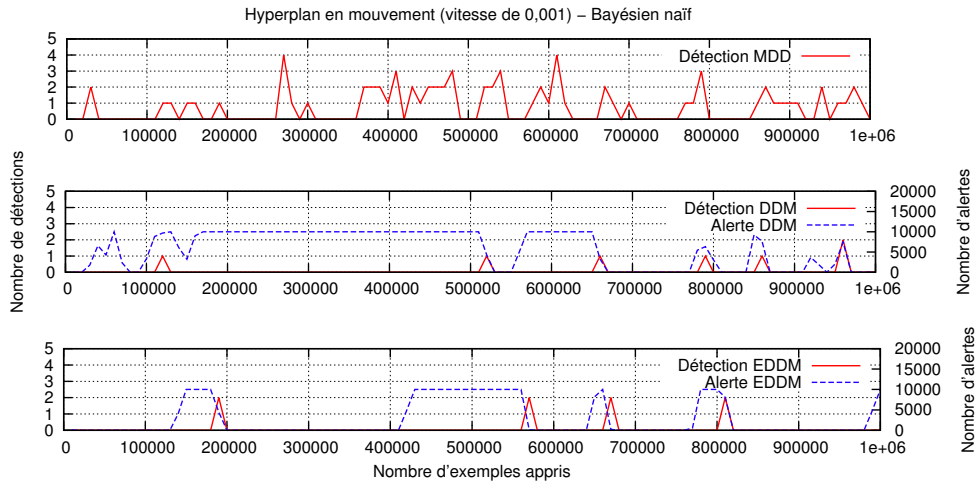 Hyperplan en mouvement (vitesse de 0,001) – Bayésien naïf
5
4
3
2
1
0
Détection MDD
0 100000 200000 300000 400000 500000 600000 700000 800000 900000 1e+06
Nombre de détections
5
4
3
2
1
0
Détection DDM
Alerte DDM
20000
15000
10000
5000
0
Nombre d'alertes
0 100000 200000 300000 400000 500000 600000 700000 800000 900000 1e+06
5
4
3
2
1
0
Détection EDDM
Alerte EDDM
20000
15000
10000
5000
0
Nombre d'alertes
0 100000 200000 300000 400000 500000 600000 700000 800000 900000 1e+06
Nombre d'exemples appris